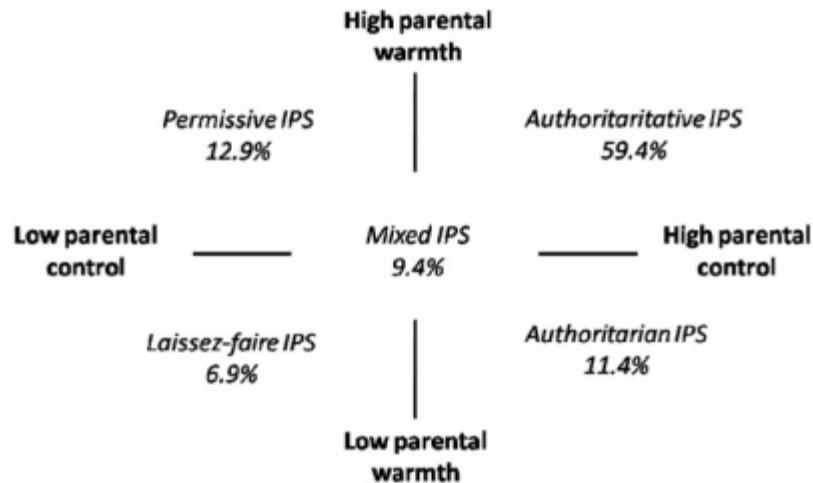 High parental
warmth
Permissive IPS
12.9%
Authoritaritative IPS
59.4%
Low parental
control
Mixed IPS
9.4%
High parental
control
Laissez-faire IPS
6.9%
Authoritarian IPS
11.4%
Low parental
warmth